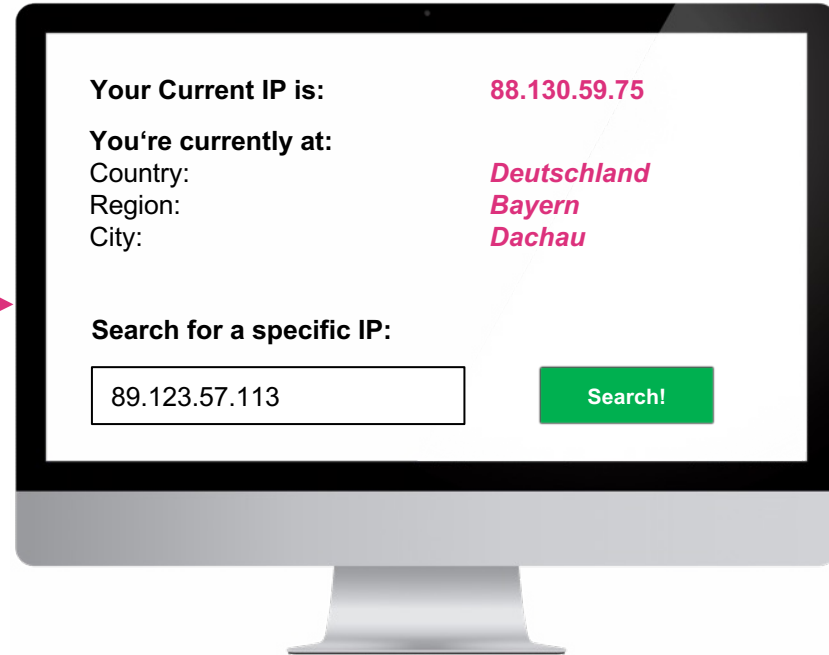 Your Current IP is: 88.130.59.75
You‘re currently at:
Country: Deutschland
Region: Bayern
City: Dachau
Search for a specific IP:
89.123.57.113 Search!